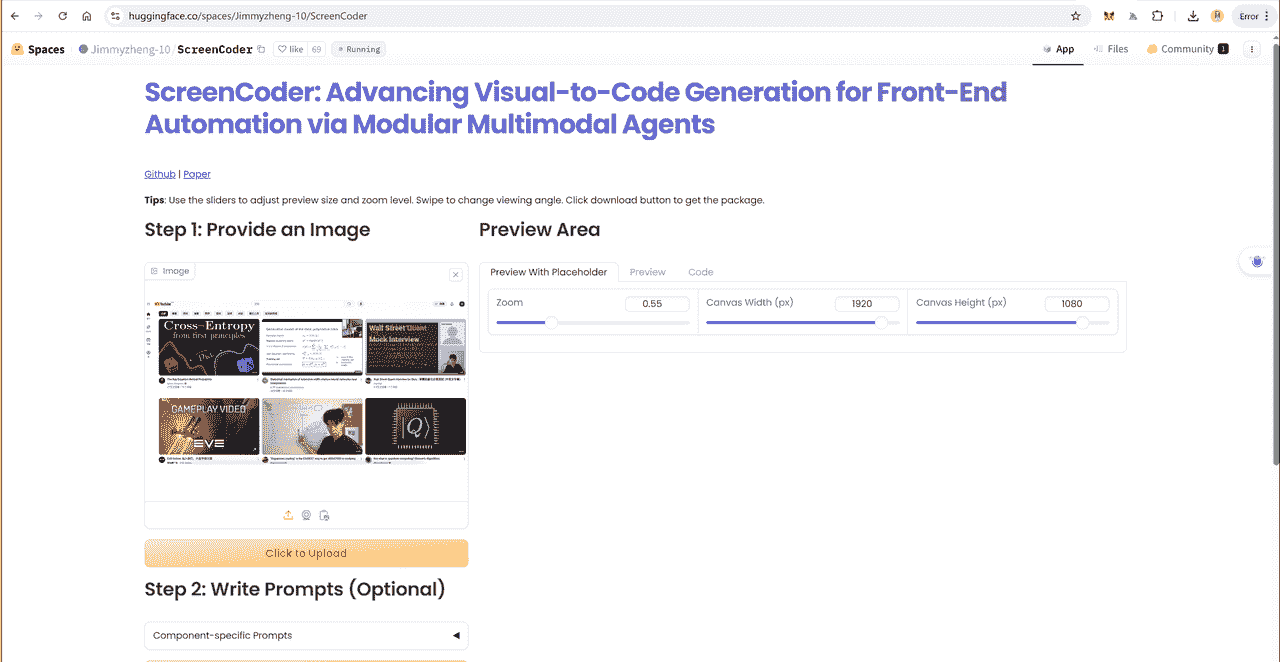 huggingface.co/spaces/Jimmyzheng-10/ScreenCoder
Error
Spaces
Jimmyzheng-10/ScreenCoder
like 69
Running
App
Files
Community 1
ScreenCoder: Advancing Visual-to-Code Generation for Front-End
Automation via Modular Multimodal Agents
Github | Paper
Tips: Use the sliders to adjust preview size and zoom level. Swipe to change viewing angle. Click download button to get the package.
Step 1: Provide an Image
Image
Cross-Entropy
from first principles
Wall Street Quant
Mock Interview
GAMEPLAY VIDEO
EVE
|Q⟩
Click to Upload
Step 2: Write Prompts (Optional)
Component-specific Prompts
Preview Area
Preview With Placeholder
Preview
Code
Zoom
0.55
Canvas Width (px)
1920
Canvas Height (px)
1080